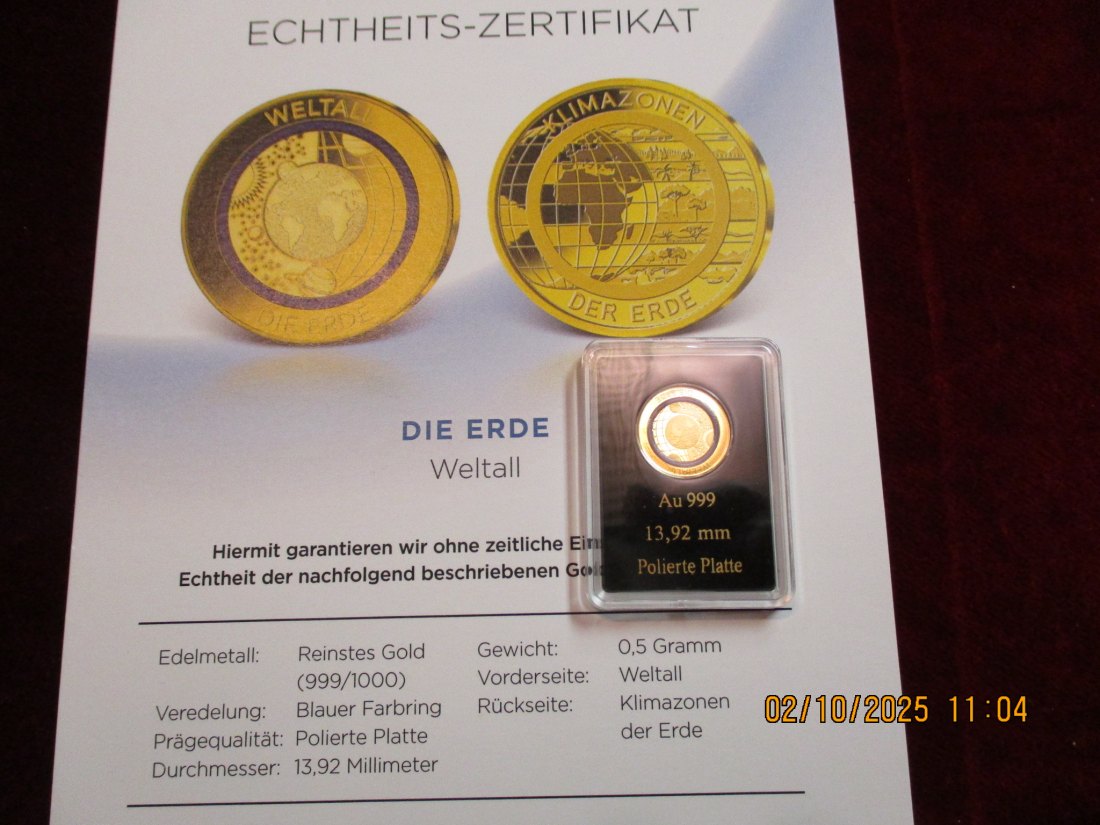 ECHTHEITS-ZERTIFIKAT
WELTALL
DIE ERDE
KLIMAZONEN
DER ERDE
DIE ERDE
Weltall
Hiermit garantieren wir ohne zeitliche
Echtheit der nachfolgend beschriebenen
Au 999
13,92 mm
Polierte Platte
Edelmetall: Reinstes Gold
(999/1000)
Veredelung: Blauer Farbring
Prägequalität: Polierte Platte
Durchmesser: 13,92 Millimeter
Gewicht: 0,5 Gramm
Vorderseite: Weltall
Rückseite: Klimazonen
der Erde
02/10/2025 11:04